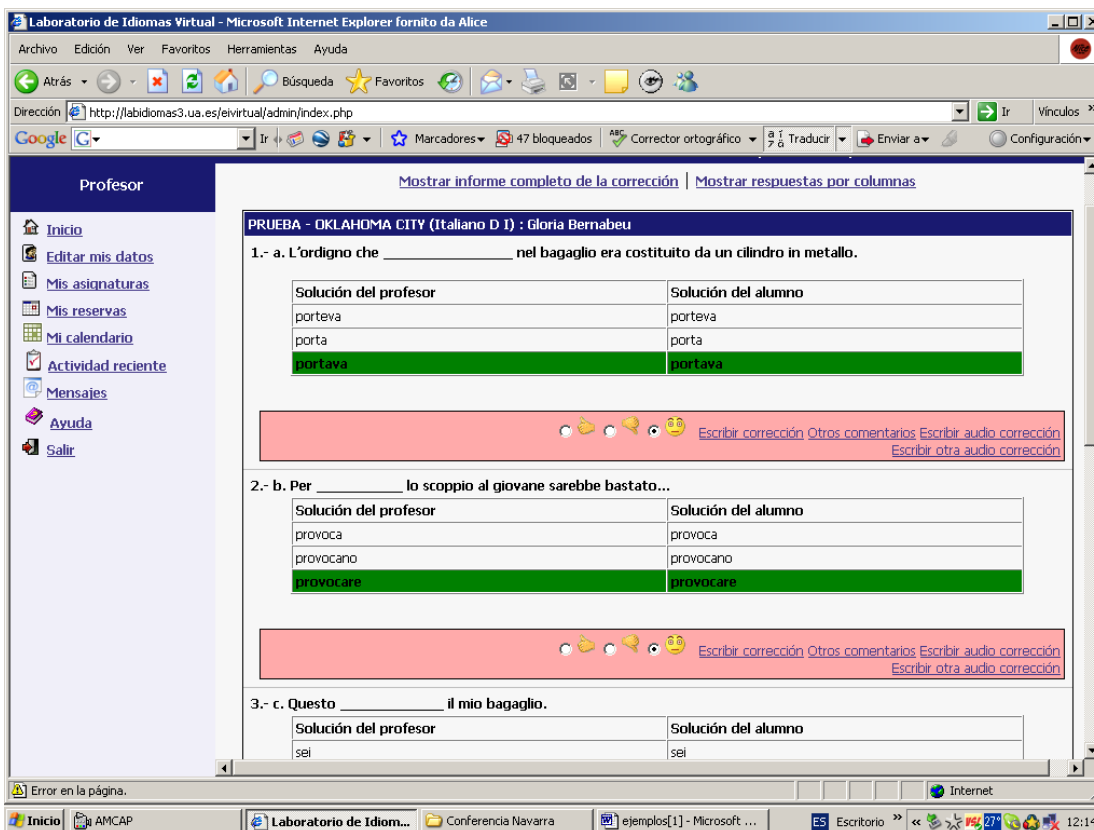 Laboratorio de Idiomas Virtual - Microsoft Internet Explorer fornito da Alice
Archivo Edición Ver Favoritos Herramientas Ayuda
Atrás Búsqueda Favoritos
Dirección http://labidiomas3.ua.es/eivirtual/admin/index.php Ir Vínculos »
Google G Ir Marcadores 47 bloqueados Corrector ortográfico Traducir Enviar a Configuración
Profesor
Inicio
Editar mis datos
Mis asignaturas
Mis reservas
Mi calendario
Actividad reciente
Mensajes
Ayuda
Salir
Mostrar informe completo de la corrección | Mostrar respuestas por columnas
PRUEBA - OKLAHOMA CITY (Italiano D I) : Gloria Bernabeu
1.- a. L'ordigno che _______________ nel bagaglio era costituito da un cilindro in metallo.
Solución del profesor Solución del alumno
porteva porteva
porta porta
portava portava
Escribir corrección Otros comentarios Escribir audio corrección
Escribir otra audio corrección
2.- b. Per __________ lo scoppio al giovane sarebbe bastato...
Solución del profesor Solución del alumno
provoca provoca
provocano provocano
provocare provocare
Escribir corrección Otros comentarios Escribir audio corrección
Escribir otra audio corrección
3.- c. Questo ____________ il mio bagaglio.
Solución del profesor Solución del alumno
sei sei
Error en la página. Internet
Inicio AMCAP Laboratorio de Idiom... Conferencia Navarra ejemplos[1] - Microsoft ... ES Escritorio » « 27° 12:14